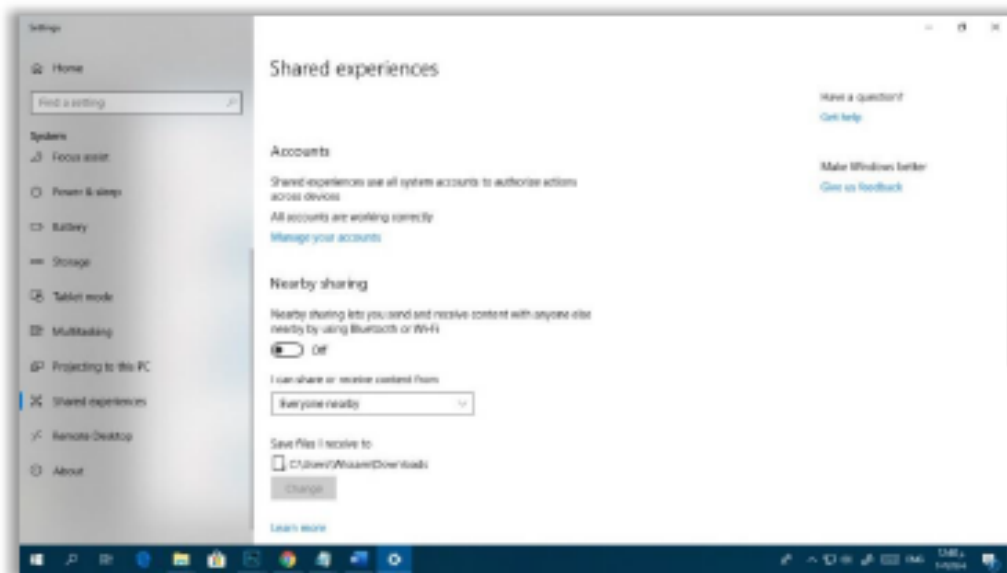 Settings
Home
Find a setting
System
Focus assist
Power & sleep
Battery
Storage
Tablet mode
Multitasking
Projecting to this PC
Shared experiences
Remote Desktop
About
Shared experiences
Accounts
Shared experiences use all system accounts to authorize actions
across devices
All accounts are working correctly
Manage your accounts
Nearby sharing
Nearby sharing lets you send and receive content with anyone else
nearby by using Bluetooth or Wi-Fi
Off
I can share or receive content from
Everyone nearby
Save files I receive to
Change
Learn more
Have a question?
Get help
Make Windows better
Give us feedback
ENG